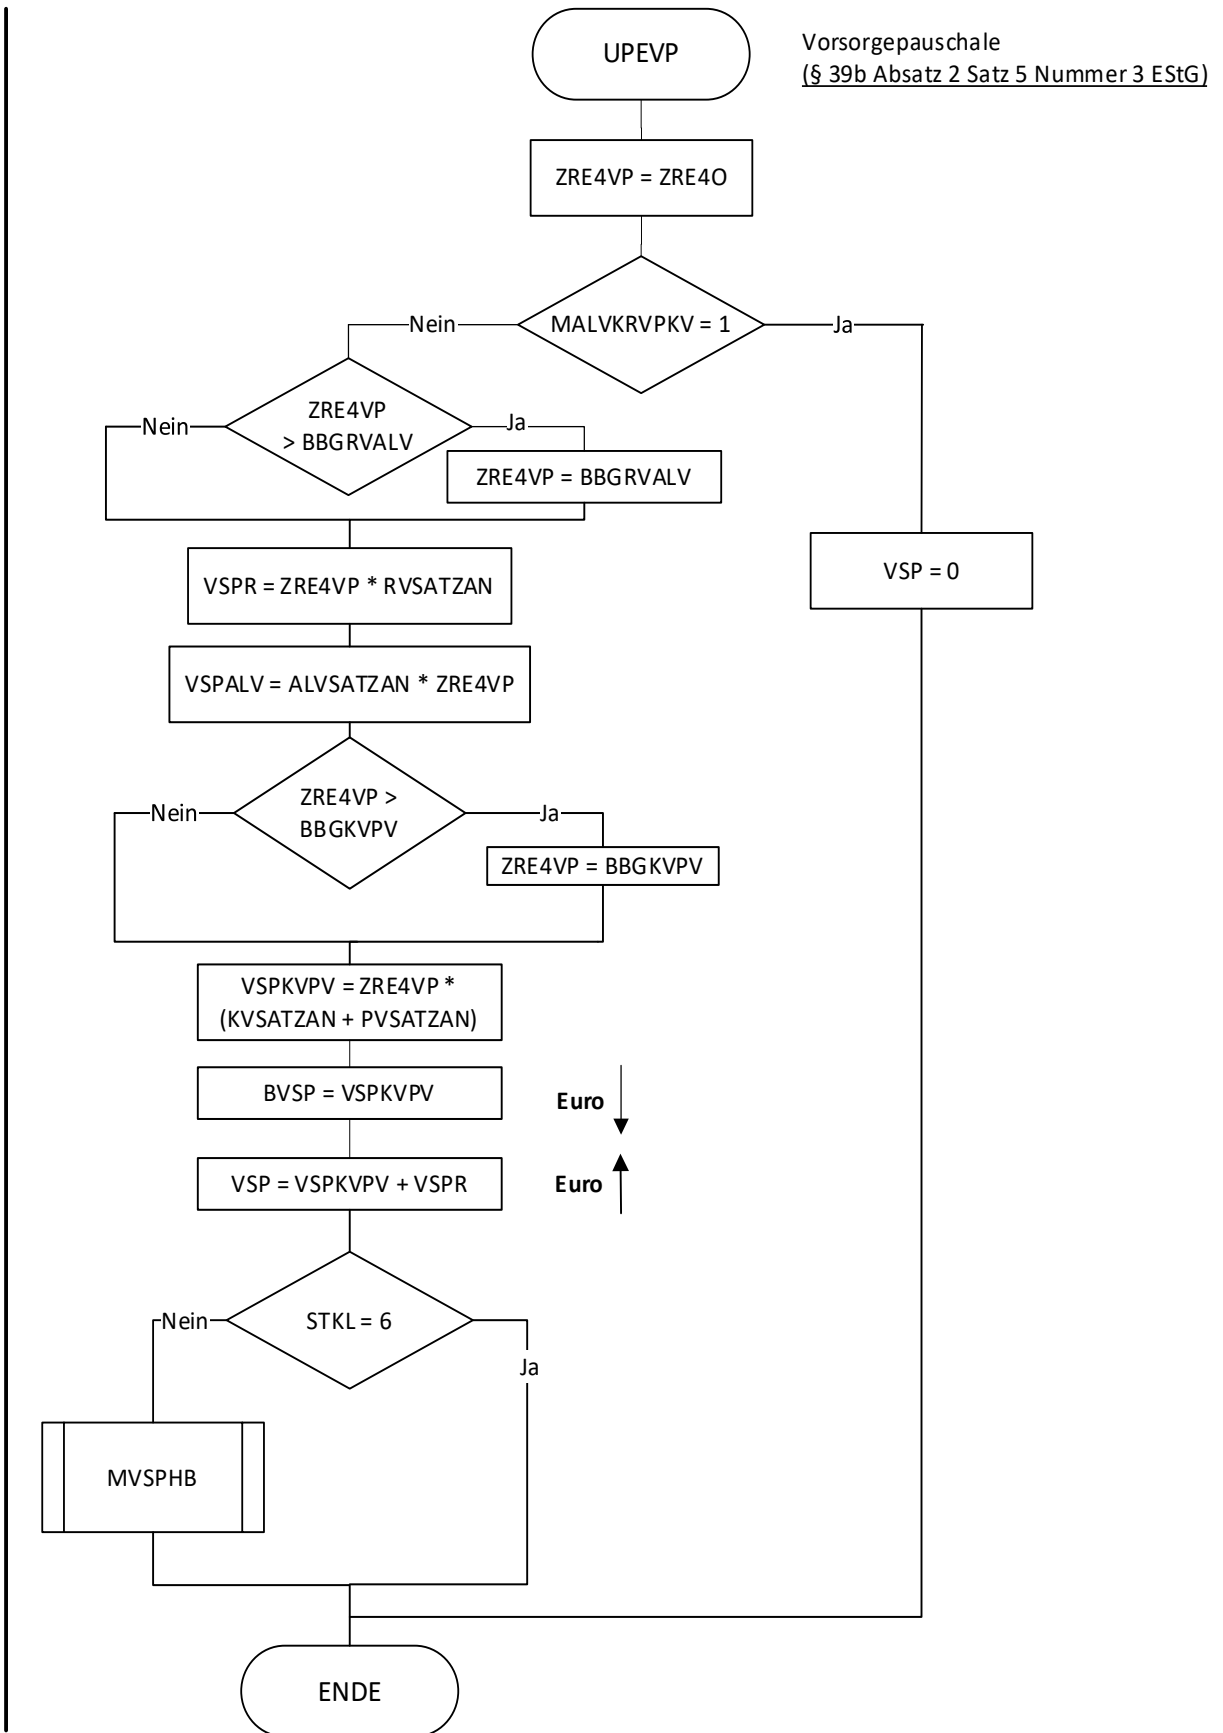 UPEVP
Vorsorgepauschale
(§ 39b Absatz 2 Satz 5 Nummer 3 EStG)
ZRE4VP = ZRE4O
MALVKRVPKV = 1
Nein
Ja
ZRE4VP
> BBGRVALV
Nein
Ja
ZRE4VP = BBGRVALV
VSP = 0
VSPR = ZRE4VP * RVSATZAN
VSPALV = ALVSATZAN * ZRE4VP
ZRE4VP >
BBGKVPV
Nein
Ja
ZRE4VP = BBGKVPV
VSPKVPV = ZRE4VP *
(KVSATZAN + PVSATZAN)
BVSP = VSPKVPV
Euro
VSP = VSPKVPV + VSPR
Euro
STKL = 6
Nein
Ja
MVSPHB
ENDE